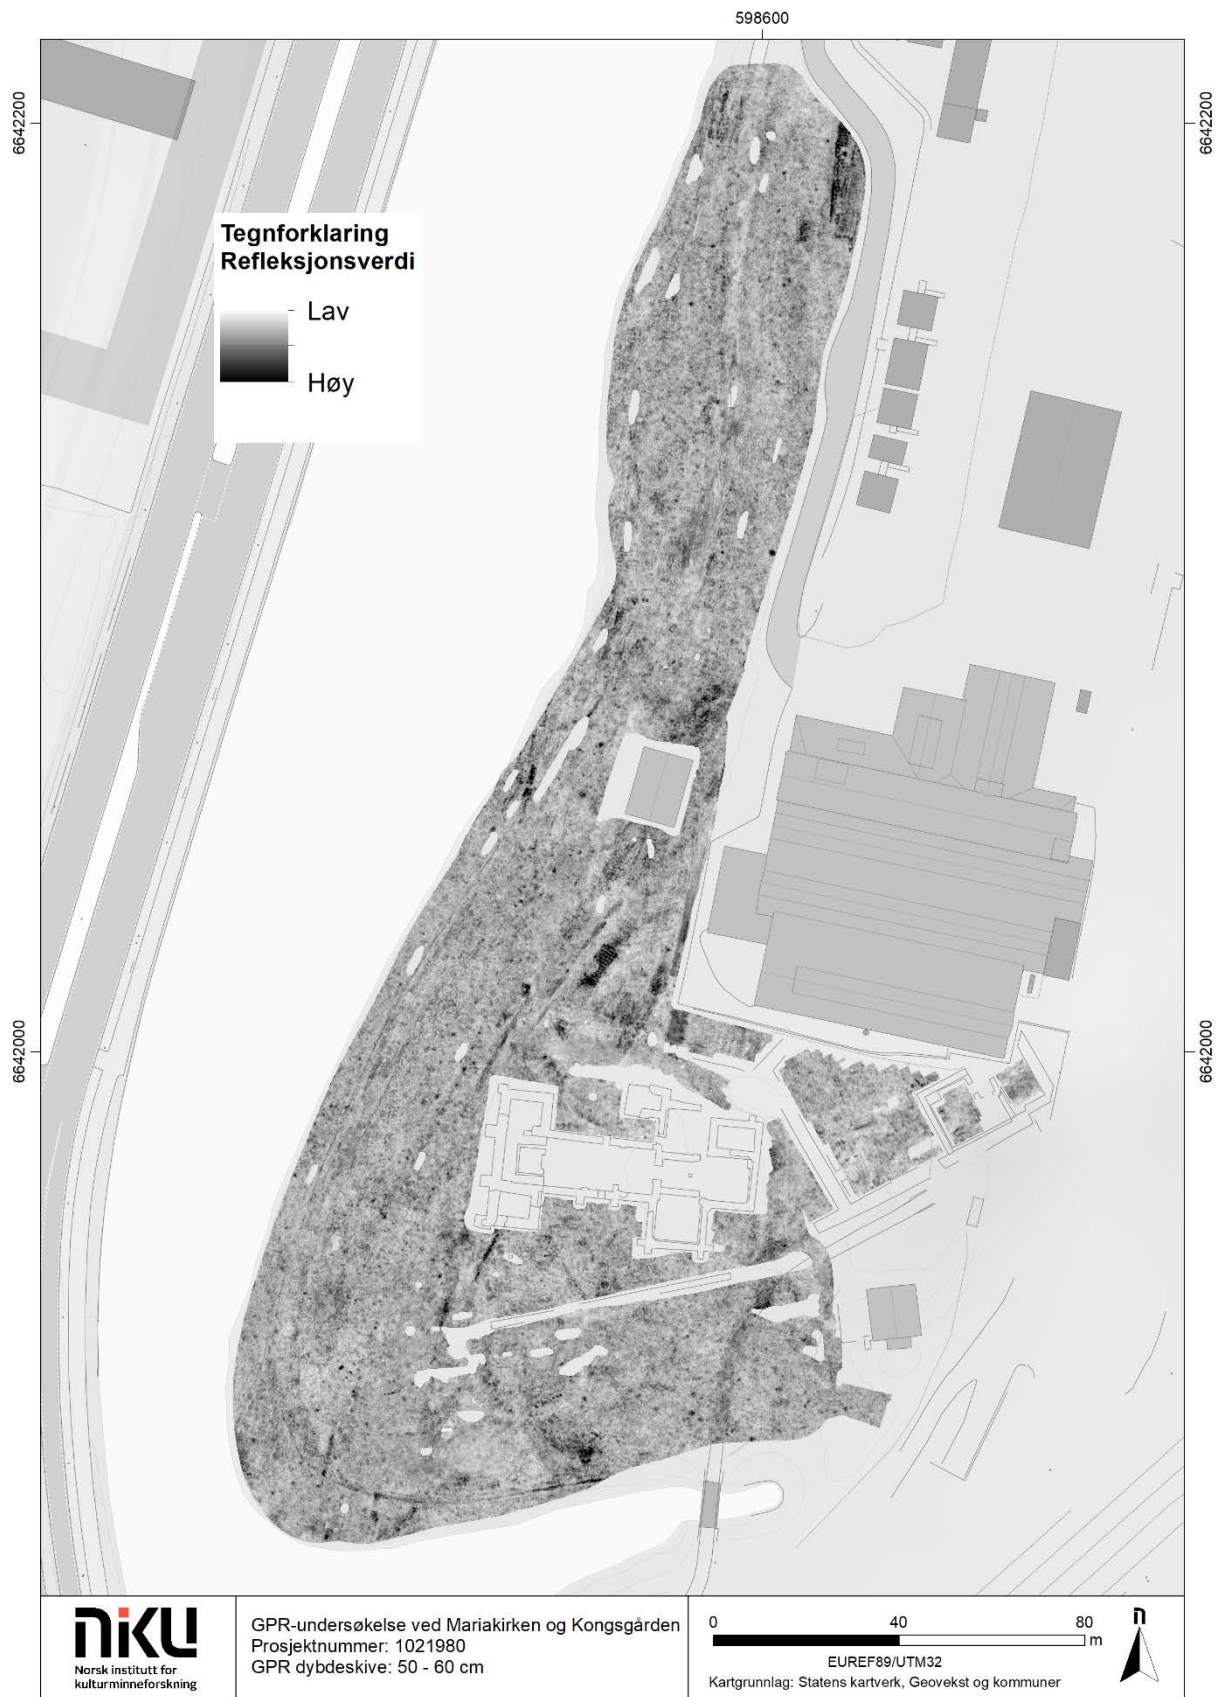 598600
6642200
6642200
Tegnforklaring
Refleksjonsverdi
Lav
Høy
6642000
6642000
niku
Norsk institutt for
kulturminneforskning
GPR-undersøkelse ved Mariakirken og Kongsgården
Prosjektnummer: 1021980
GPR dybdeskive: 50 - 60 cm
0 40 80
m
EUREF89/UTM32
Kartgrunnlag: Statens kartverk, Geovekst og kommuner
n